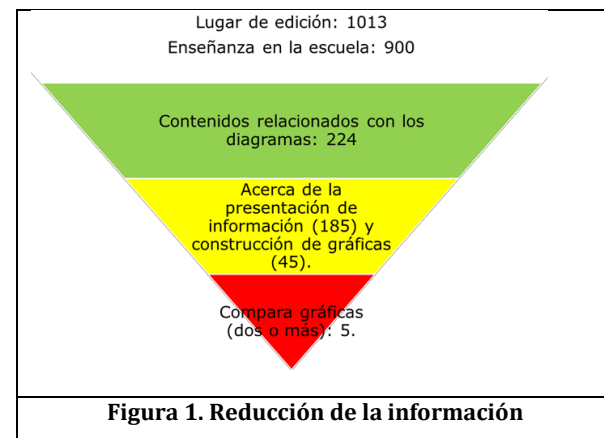 Lugar de edición: 1013
Enseñanza en la escuela: 900
Contenidos relacionados con los
diagramas: 224
Acerca de la
presentación de
información (185) y
construcción de gráficas
(45).
Compara gráficas
(dos o más): 5.
Figura 1. Reducción de la información